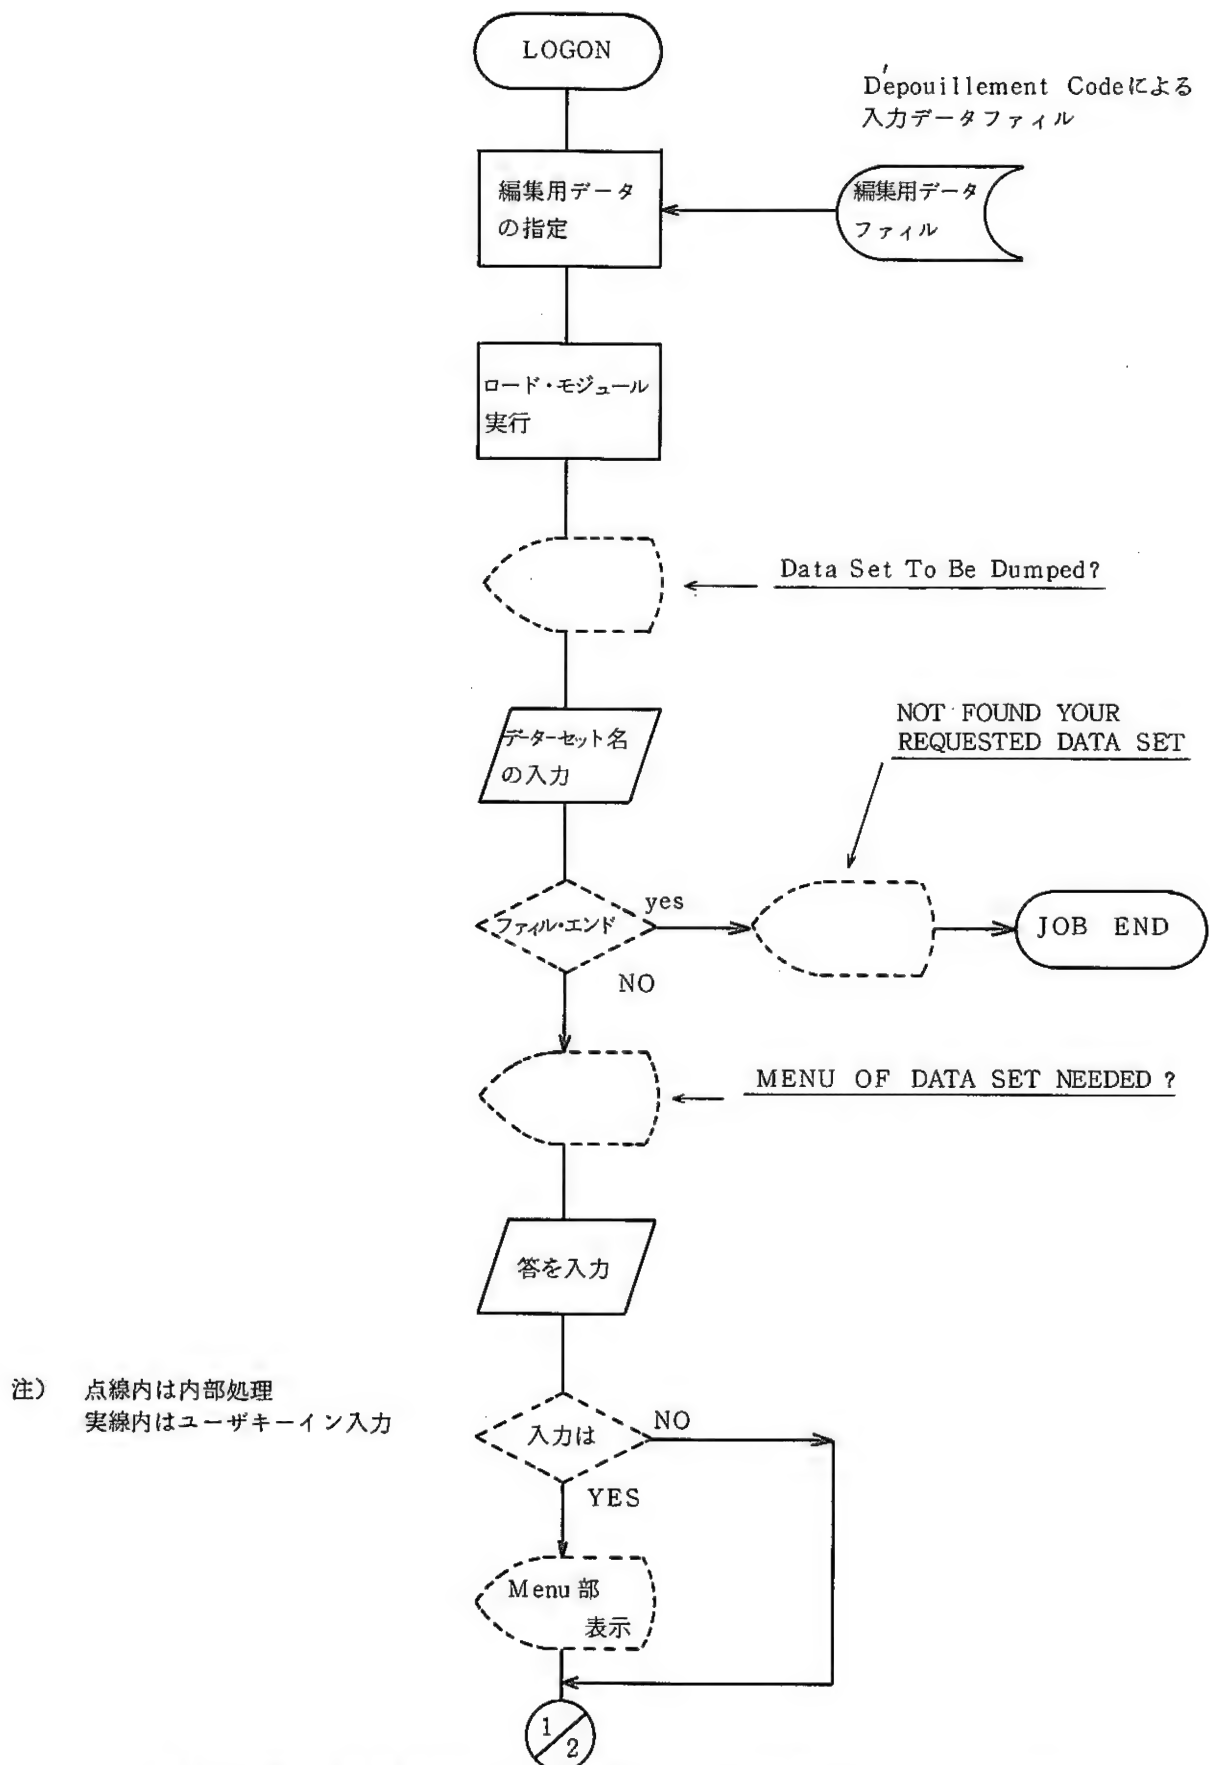 LOGON
Dépouillement Codeによる
入力データファイル
編集用データ
の指定
編集用データ
ファイル
ロード・モジュール
実行
Data Set To Be Dumped?
データーセット名
の入力
NOT FOUND YOUR
REQUESTED DATA SET
ファイル・エンド
yes
JOB END
NO
MENU OF DATA SET NEEDED ?
答を入力
注) 点線内は内部処理
実線内はユーザキーイン入力
入力は
NO
YES
Menu部
表示
1
2